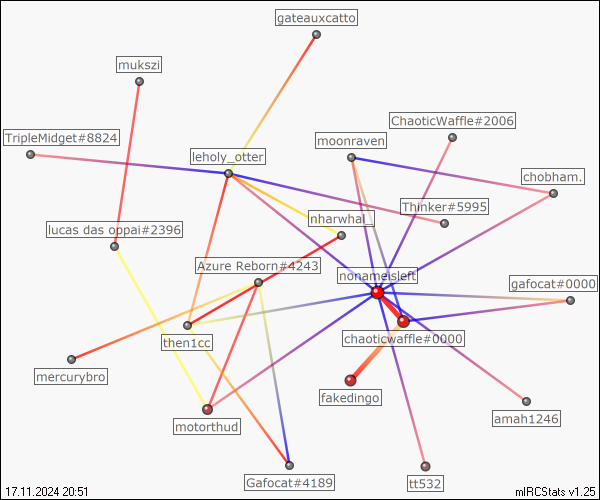 gateauxcatto
mukszi
ChaoticWaffle#2006
TripleMidget#8824
moonraven
leholy_otter
chobham.
Thinker#5995
nharwhal_
lucas das oppai#2396
Azure Reborn#4243
nonameisleft
gafocat#0000
chaoticwaffle#0000
then1cc
mercurybro
fakedingo
motorthud
amah1246
Gafocat#4189
tt532
17.11.2024 20:51
mIRCStats v1.25